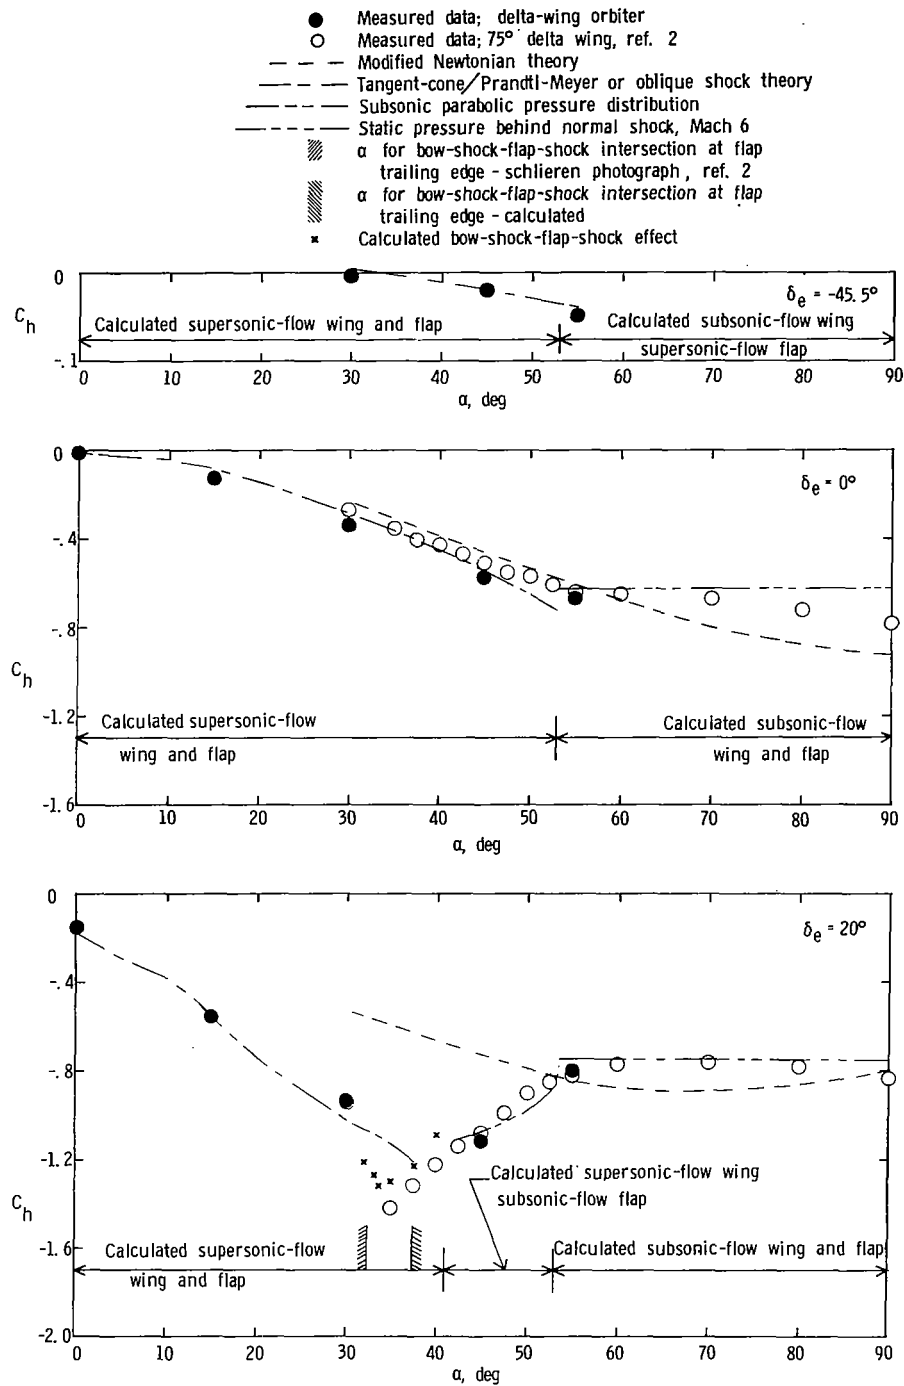 Measured data; delta-wing orbiter
Measured data; 75° delta wing, ref. 2
Modified Newtonian theory
Tangent-cone/Prandtl-Meyer or oblique shock theory
Subsonic parabolic pressure distribution
Static pressure behind normal shock, Mach 6
α for bow-shock-flap-shock intersection at flap
trailing edge - schlieren photograph, ref. 2
α for bow-shock-flap-shock intersection at flap
trailing edge - calculated
Calculated bow-shock-flap-shock effect
0
δe = -45.5°
Ch
Calculated supersonic-flow wing and flap
Calculated subsonic-flow wing
supersonic-flow flap
-.1
0 10 20 30 40 50 60 70 80 90
α, deg
0
δe = 0°
-.4
-.8
Ch
-1.2
Calculated supersonic-flow
wing and flap
Calculated subsonic-flow
wing and flap
-1.6
0 10 20 30 40 50 60 70 80 90
α, deg
0
δe = 20°
-.4
-.8
-1.2
Ch
Calculated supersonic-flow wing
subsonic-flow flap
-1.6
Calculated supersonic-flow
wing and flap
Calculated subsonic-flow wing and flap
-2.0
0 10 20 30 40 50 60 70 80 90
α, deg